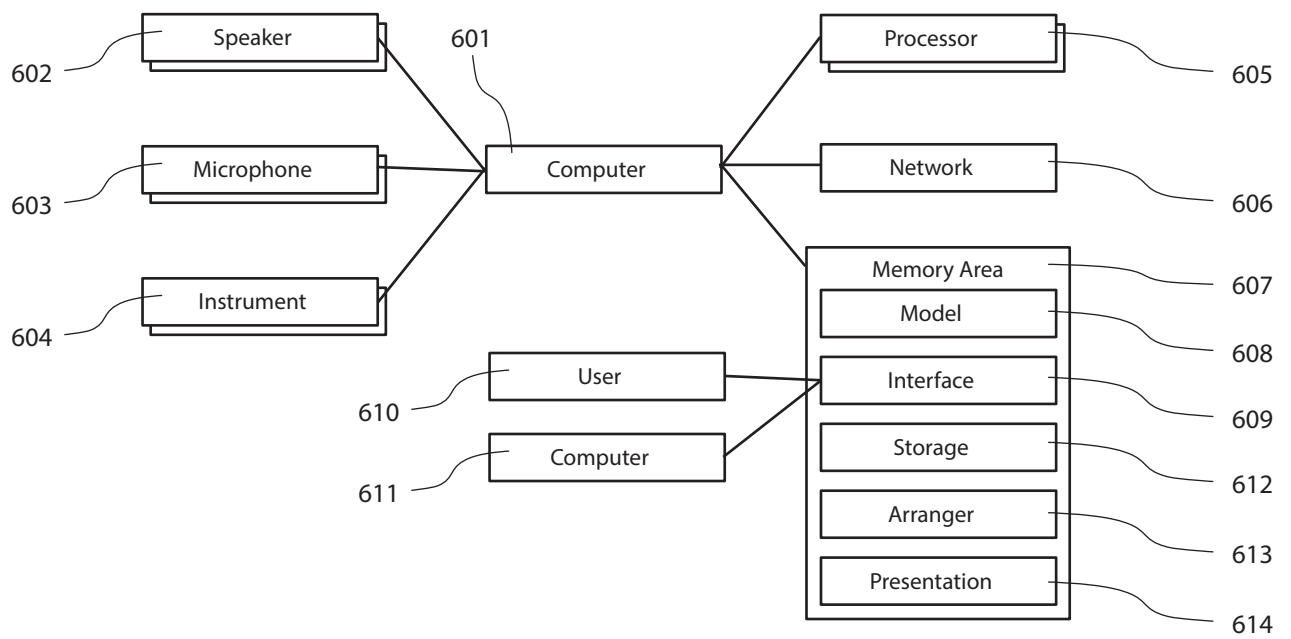 Speaker
602
601
Processor
605
Microphone
603
Computer
Network
606
Instrument
604
Memory Area
607
Model
608
User
610
Interface
609
Computer
611
Storage
612
Arranger
613
Presentation
614